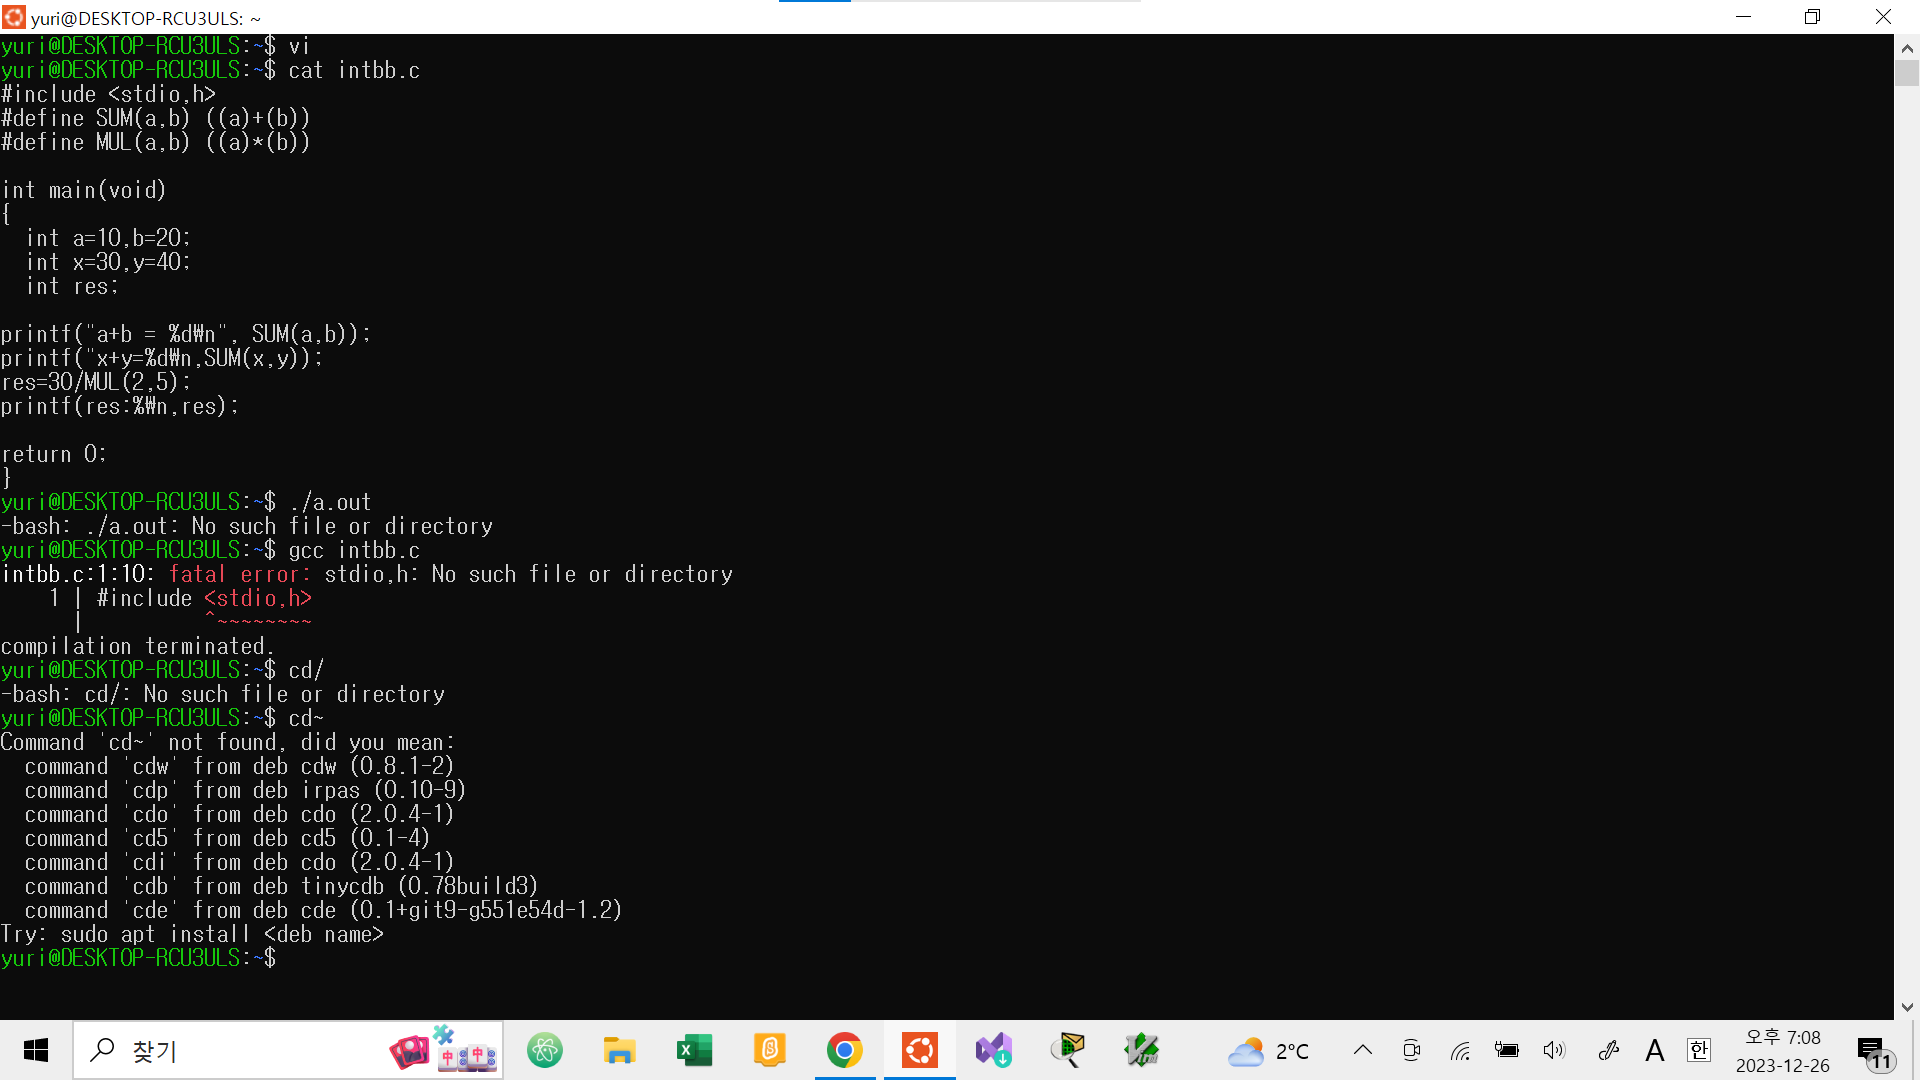 yuri@DESKTOP-RCU3ULS: ~
yuri@DESKTOP-RCU3ULS:~$ vi
yuri@DESKTOP-RCU3ULS:~$ cat intbb.c
#include <stdio,h>
#define SUM(a,b) ((a)+(b))
#define MUL(a,b) ((a)*(b))
int main(void)
{
  int a=10,b=20;
  int x=30,y=40;
  int res;
printf("a+b = %d₩n", SUM(a,b));
printf("x+y=%d₩n,SUM(x,y));
res=30/MUL(2,5);
printf(res:%₩n,res);
return 0;
}
yuri@DESKTOP-RCU3ULS:~$ ./a.out
-bash: ./a.out: No such file or directory
yuri@DESKTOP-RCU3ULS:~$ gcc intbb.c
intbb.c:1:10: fatal error: stdio,h: No such file or directory
    1 | #include <stdio,h>
      |          ^~~~~~~~~
compilation terminated.
yuri@DESKTOP-RCU3ULS:~$ cd/
-bash: cd/: No such file or directory
yuri@DESKTOP-RCU3ULS:~$ cd~
Command 'cd~' not found, did you mean:
  command 'cdw' from deb cdw (0.8.1-2)
  command 'cdp' from deb irpas (0.10-9)
  command 'cdo' from deb cdo (2.0.4-1)
  command 'cd5' from deb cd5 (0.1-4)
  command 'cdi' from deb cdo (2.0.4-1)
  command 'cdb' from deb tinycdb (0.78build3)
  command 'cde' from deb cde (0.1+git9-g551e54d-1.2)
Try: sudo apt install <deb name>
yuri@DESKTOP-RCU3ULS:~$
찾기
2°C
A
한
오후 7:08
2023-12-26
11